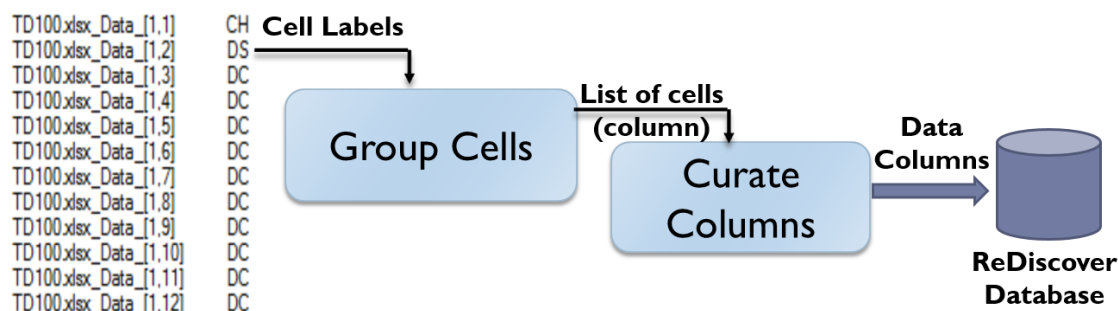 TD100.xlsx_Data_[1,1] CH
TD100.xlsx_Data_[1,2] DS
TD100.xlsx_Data_[1,3] DC
TD100.xlsx_Data_[1,4] DC
TD100.xlsx_Data_[1,5] DC
TD100.xlsx_Data_[1,6] DC
TD100.xlsx_Data_[1,7] DC
TD100.xlsx_Data_[1,8] DC
TD100.xlsx_Data_[1,9] DC
TD100.xlsx_Data_[1,10] DC
TD100.xlsx_Data_[1,11] DC
TD100.xlsx_Data_[1,12] DC
Cell Labels
Group Cells
List of cells
(column)
Curate
Columns
Data
Columns
ReDiscover
Database